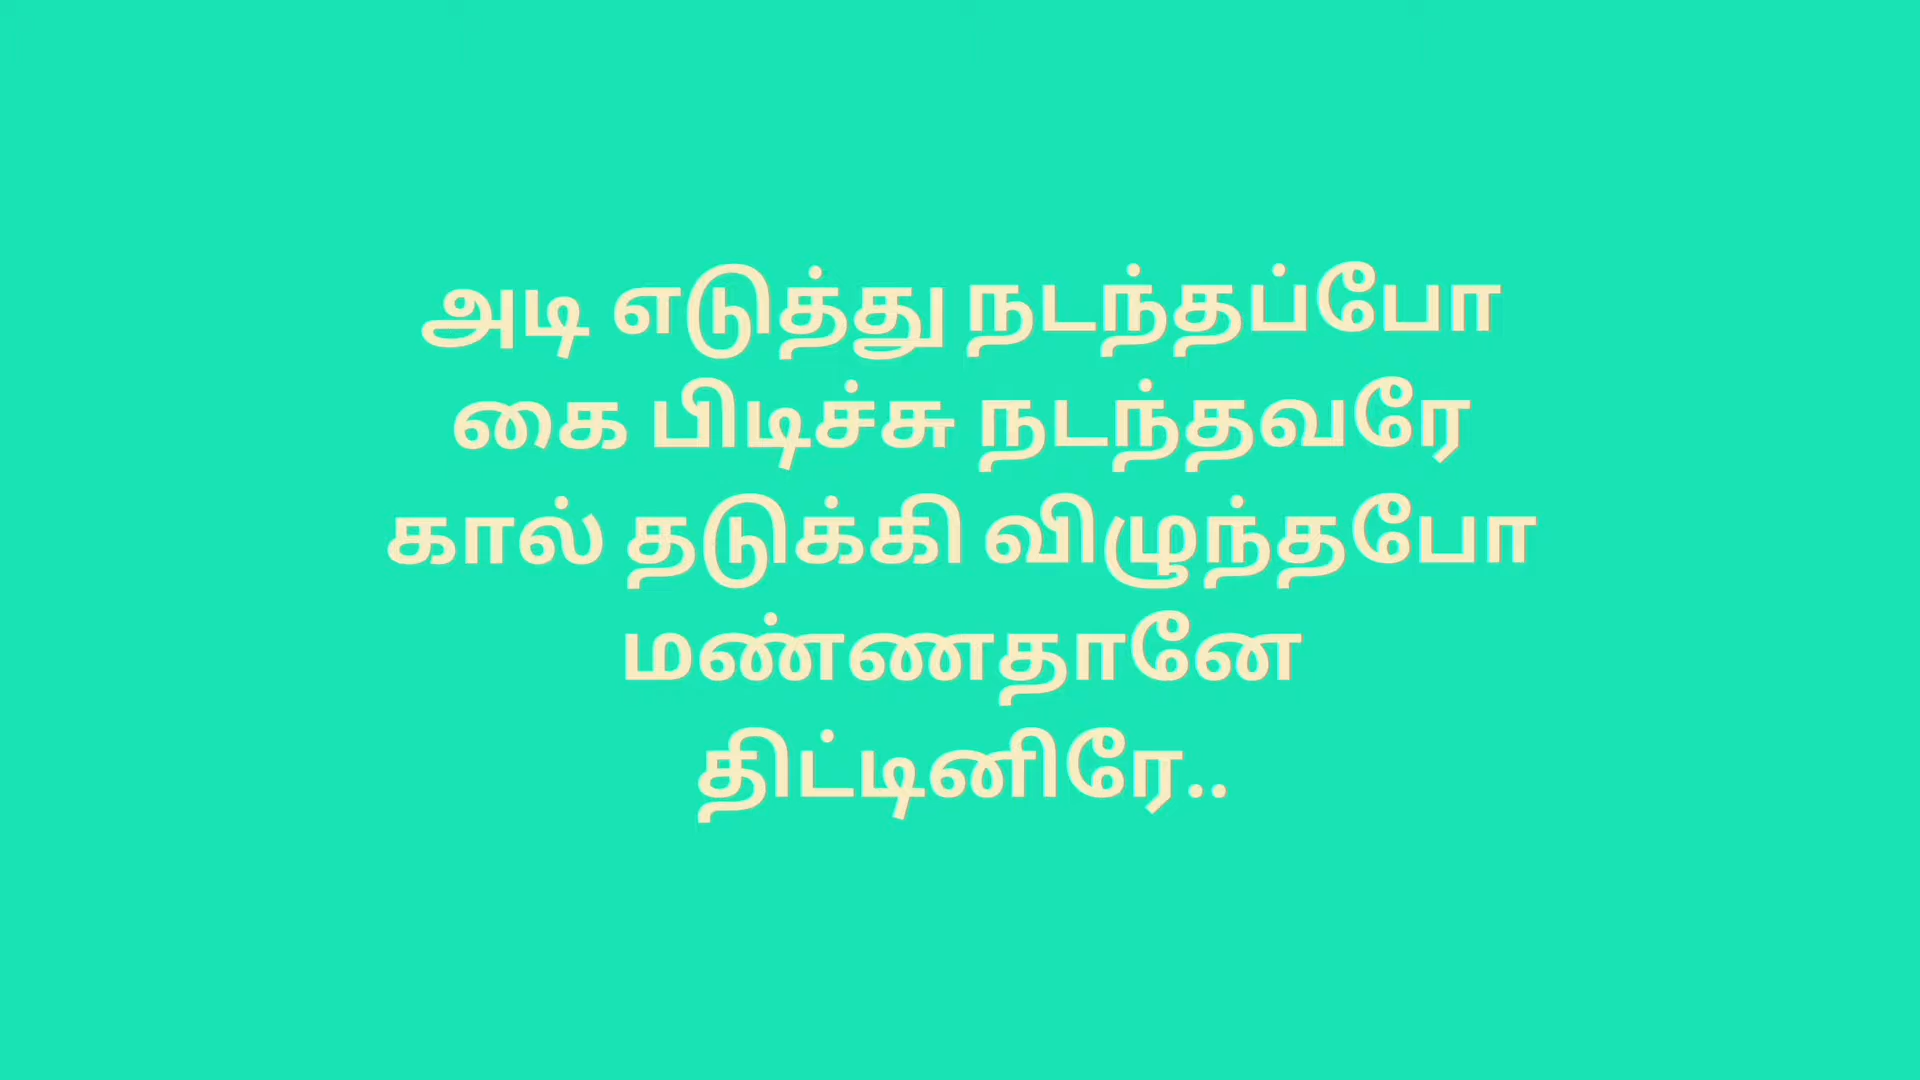 அடி எடுத்து நடந்தப்போ
கை பிடிச்சு நடந்தவரே
கால் தடுக்கி விழுந்தபோ
மண்ணதானே
திட்டினிரே..